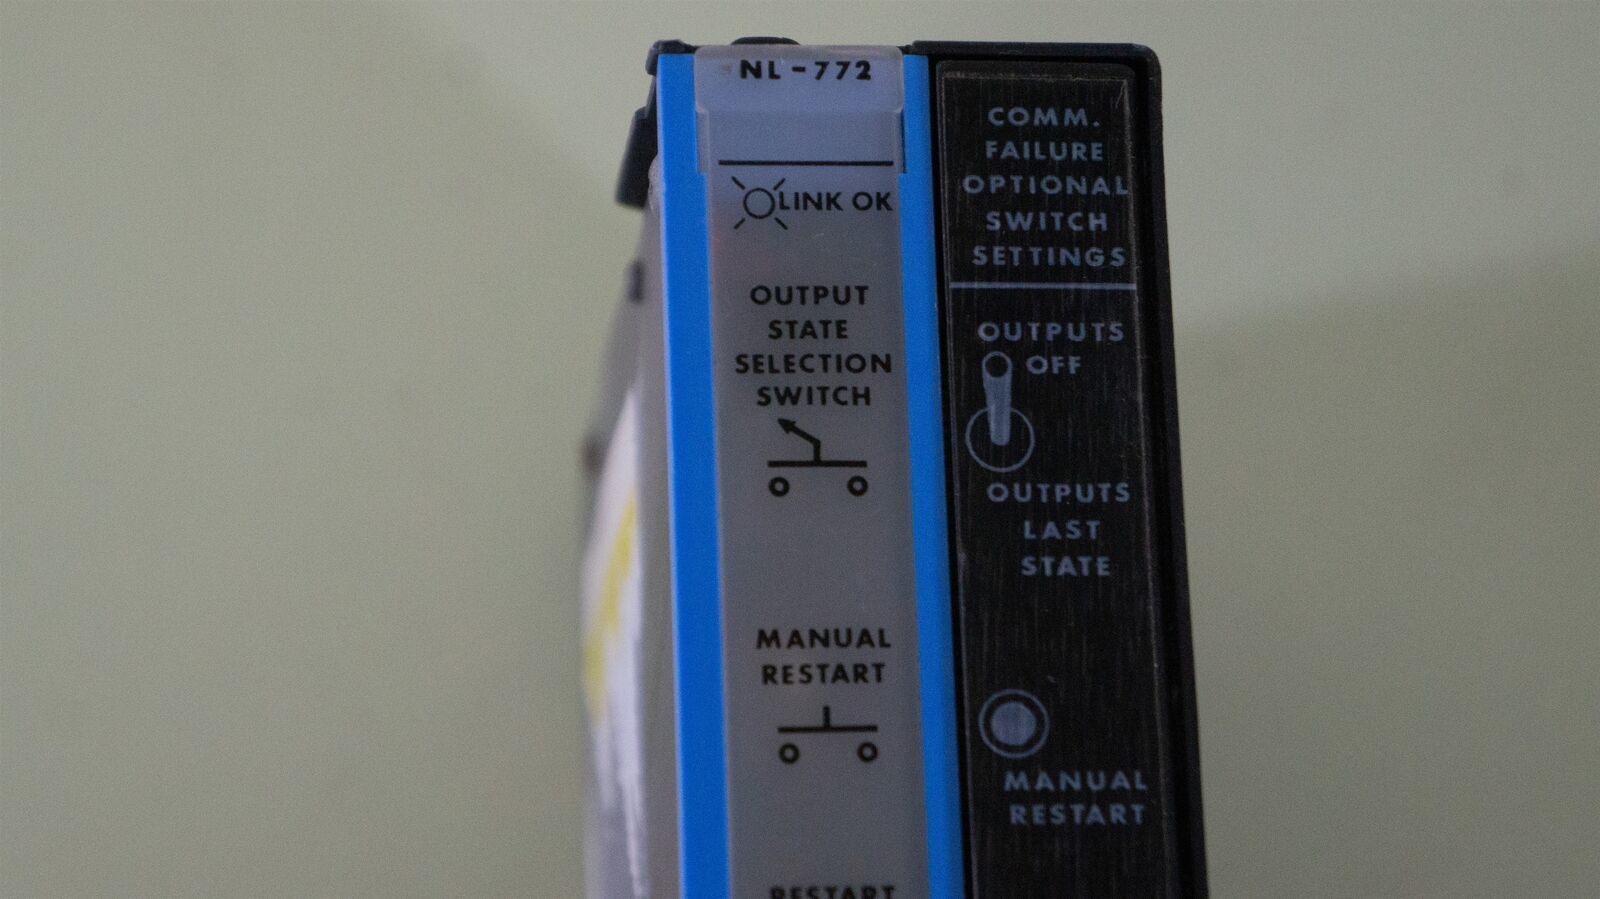 NL-772
LINK OK
OUTPUT
STATE
SELECTION
SWITCH
MANUAL
RESTART
RESTART
COMM.
FAILURE
OPTIONAL
SWITCH
SETTINGS
OUTPUTS
OFF
OUTPUTS
LAST
STATE
MANUAL
RESTART